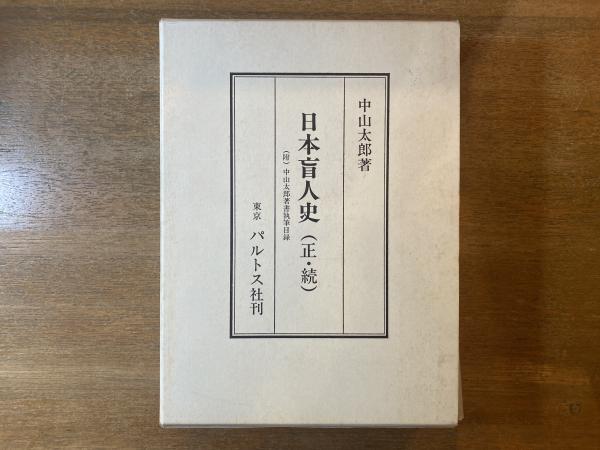 中山太郎著
日本盲人史(正・続)
(附)中山太郎著書執筆目録
東京 パルトス社刊